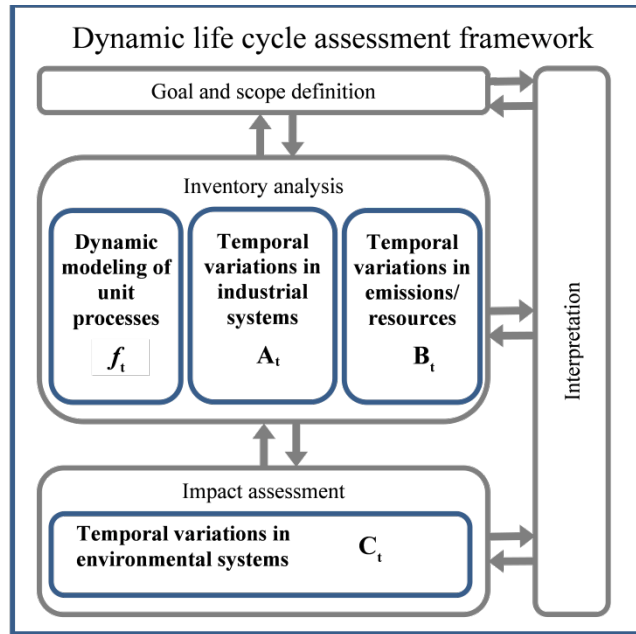 Dynamic life cycle assessment framework
Goal and scope definition
Inventory analysis
Dynamic
modeling of
unit
processes
fₜ
Temporal
variations in
industrial
systems
Aₜ
Temporal
variations in
emissions/
resources
Bₜ
Impact assessment
Temporal variations in
environmental systems
Cₜ
Interpretation